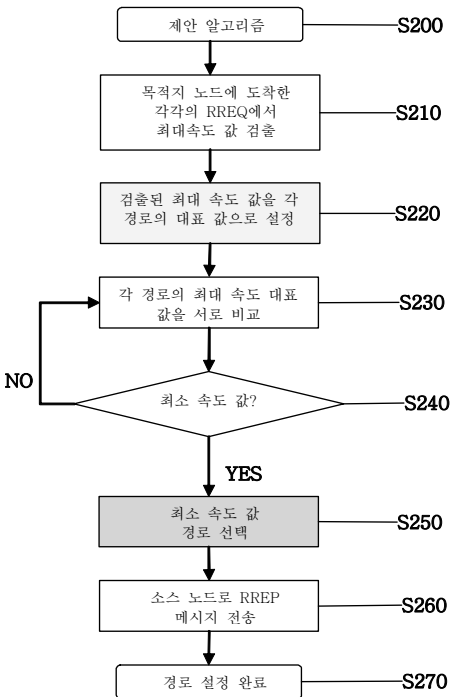 제안 알고리즘
S200
목적지 노드에 도착한
각각의 RREQ에서
최대속도 값 검출
S210
검출된 최대 속도 값을 각
경로의 대표 값으로 설정
S220
각 경로의 최대 속도 대표
값을 서로 비교
S230
NO
최소 속도 값?
S240
YES
최소 속도 값
경로 선택
S250
소스 노드로 RREP
메시지 전송
S260
경로 설정 완료
S270